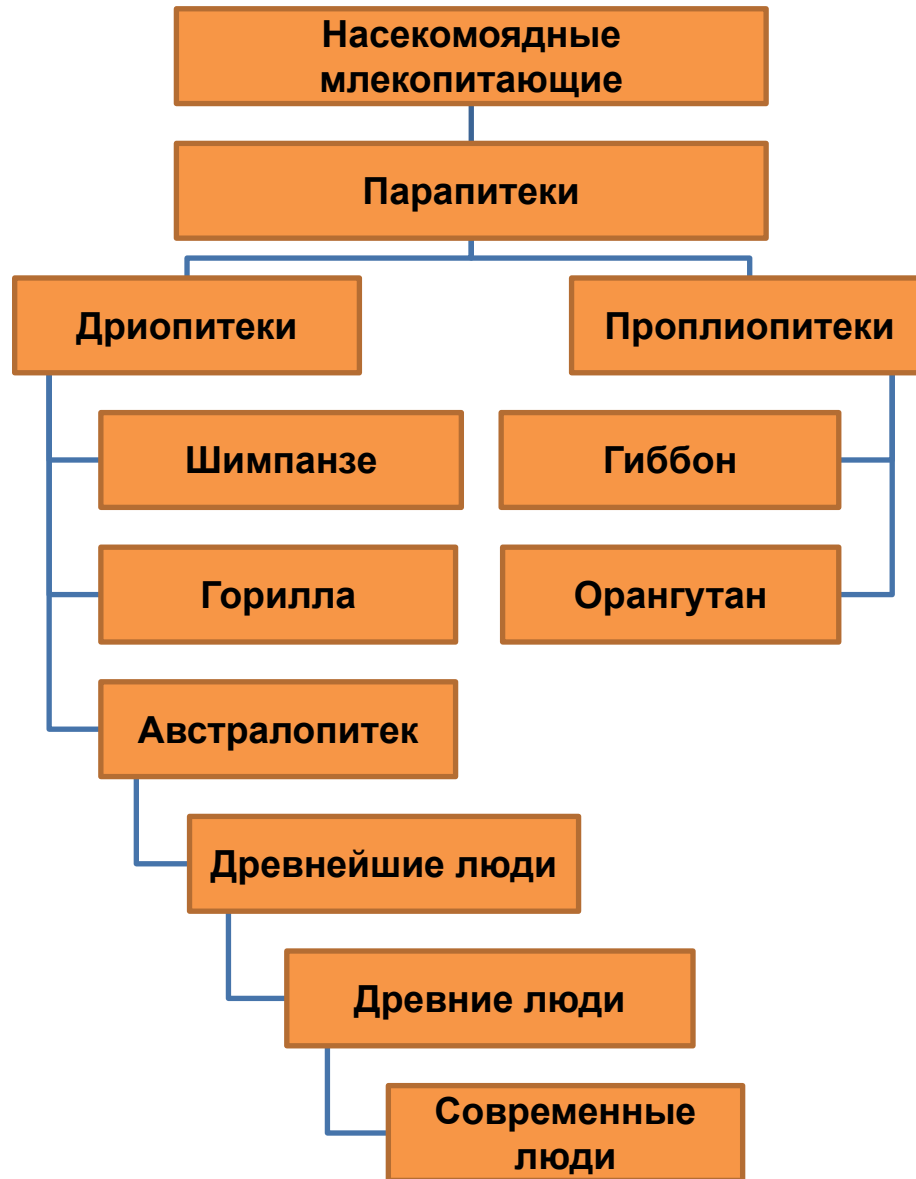 Насекомоядные
млекопитающие
Парапитеки
Дриопитеки
Проплиопитеки
Шимпанзе
Гиббон
Горилла
Орангутан
Австралопитек
Древнейшие люди
Древние люди
Современные
люди